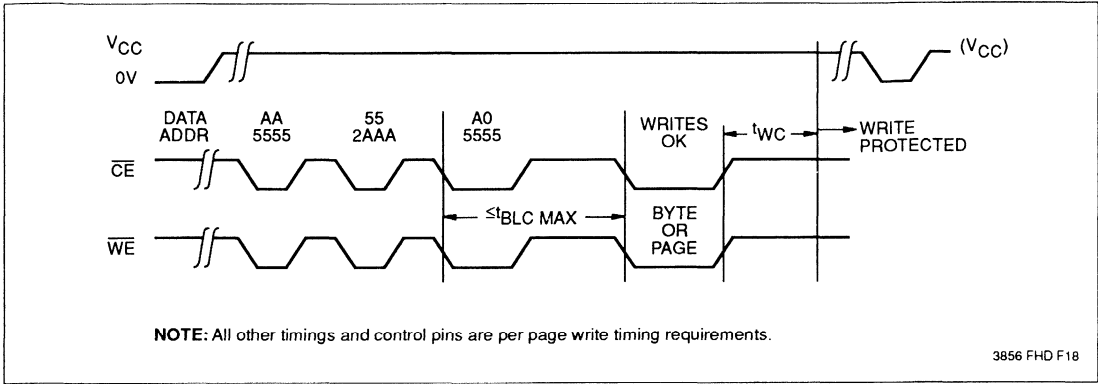 VCC
0V
(VCC)
DATA AA 55 A0 WRITES
ADDR 5555 2AAA 5555 OK
tWC
WRITE
PROTECTED
CE
≤tBLC MAX
BYTE
OR
PAGE
WE
NOTE: All other timings and control pins are per page write timing requirements.
3856 FHD F18